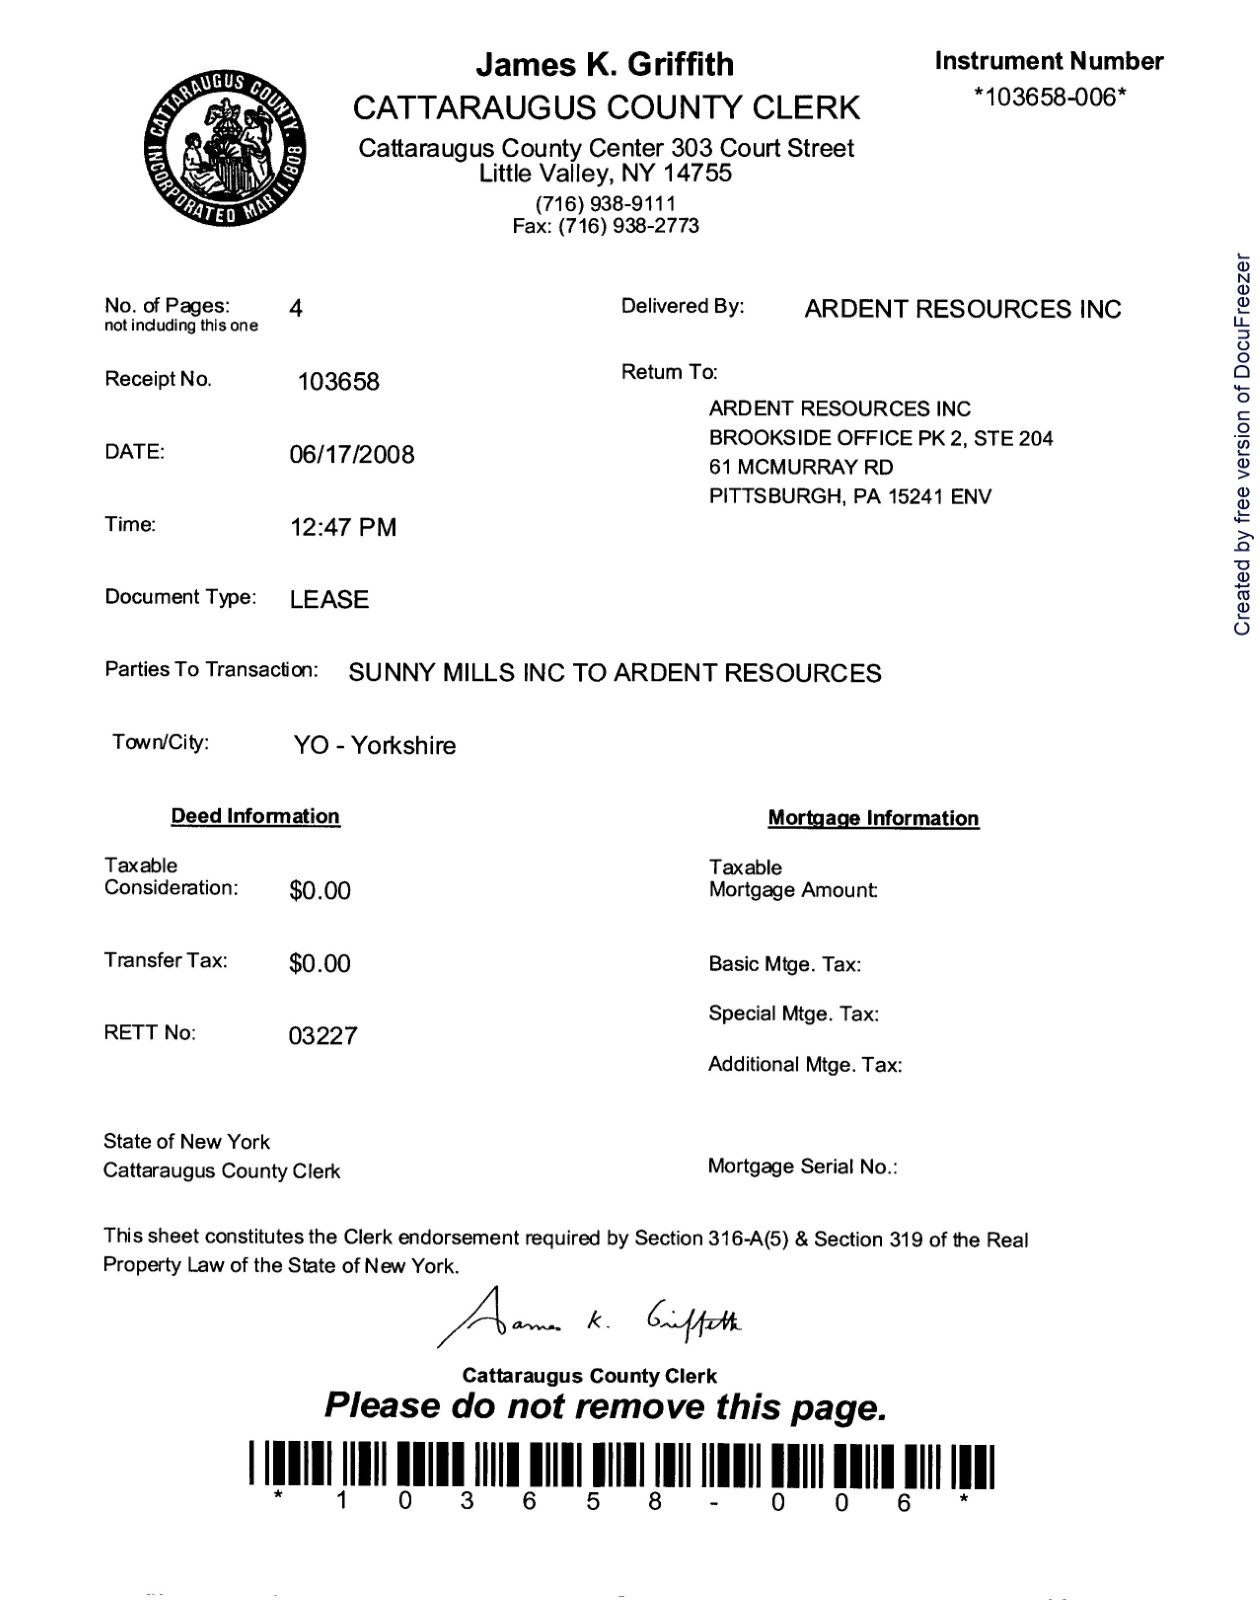 James K. Griffith
CATTARAUGUS COUNTY CLERK
Cattaraugus County Center 303 Court Street
Little Valley, NY 14755
(716) 938-9111
Fax: (716) 938-2773
Instrument Number
*103658-006*
CATTARAUGUS COUNTY.
INCORPORATED MAR 11, 1808
No. of Pages: 4
not including this one
Delivered By: ARDENT RESOURCES INC
Receipt No. 103658
Return To:
ARDENT RESOURCES INC
BROOKSIDE OFFICE PK 2, STE 204
61 MCMURRAY RD
PITTSBURGH, PA 15241 ENV
DATE: 06/17/2008
Time: 12:47 PM
Document Type: LEASE
Parties To Transaction: SUNNY MILLS INC TO ARDENT RESOURCES
Town/City: YO - Yorkshire
Deed Information
Taxable
Consideration: $0.00
Transfer Tax: $0.00
RETT No: 03227
Mortgage Information
Taxable
Mortgage Amount:
Basic Mtge. Tax:
Special Mtge. Tax:
Additional Mtge. Tax:
State of New York
Cattaraugus County Clerk
Mortgage Serial No.:
This sheet constitutes the Clerk endorsement required by Section 316-A(5) & Section 319 of the Real
Property Law of the State of New York.
James K. Griffith
Cattaraugus County Clerk
Please do not remove this page.
* 1 0 3 6 5 8 - 0 0 6 *
Created by free version of DocuFreezer